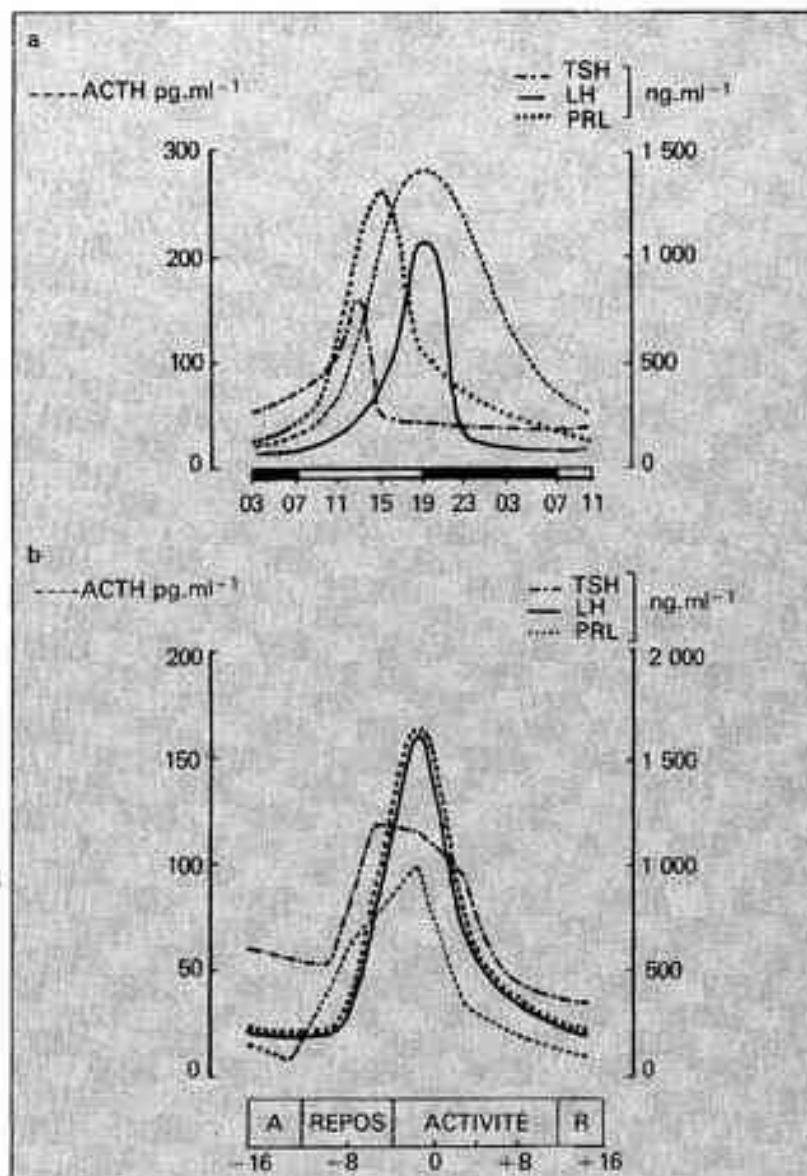 a
ACTH pg.ml⁻¹
TSH
LH
PRL
ng.ml⁻¹
300
200
100
0
1 500
1 000
500
0
03 07 11 15 19 23 03 07 11
b
ACTH pg.ml⁻¹
TSH
LH
PRL
ng.ml⁻¹
200
150
100
50
0
2 000
1 500
1 000
500
0
A REPOS ACTIVITÉ R
−16 −8 0 +8 +16